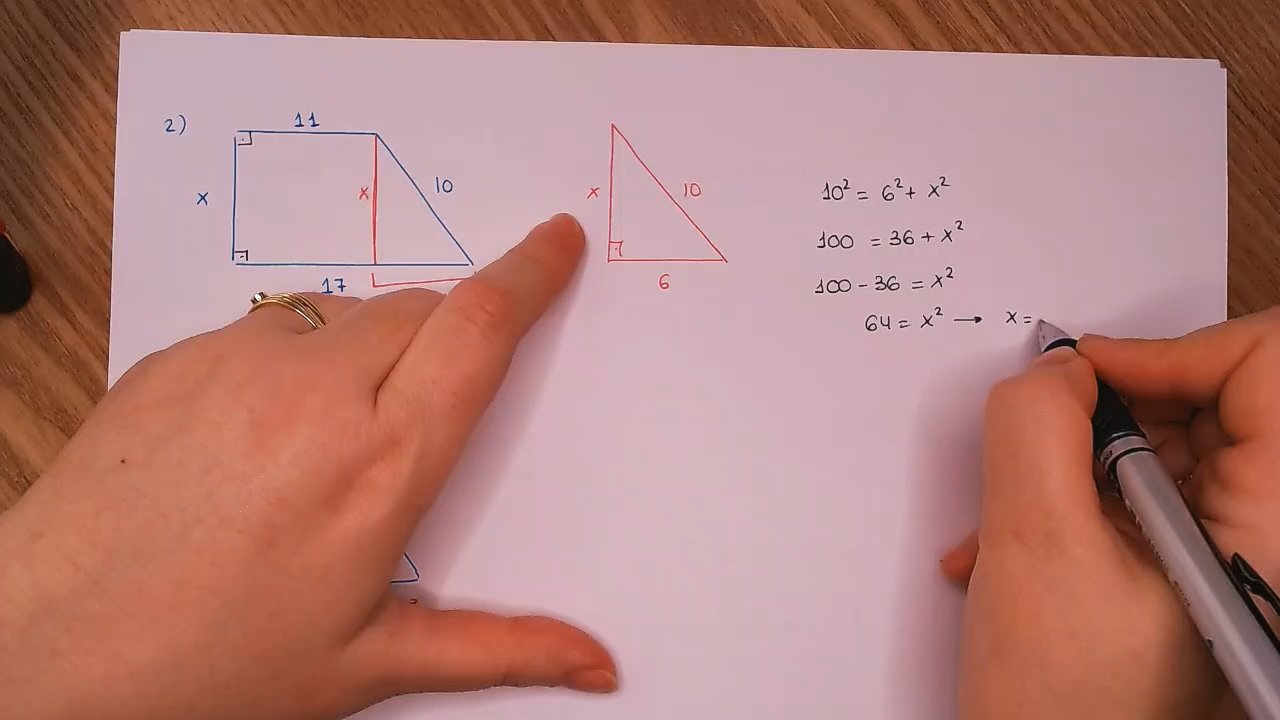 2)
11
x
x
10
17
x
10
6
10² = 6² + x²
100 = 36 + x²
100 - 36 = x²
64 = x² → x =